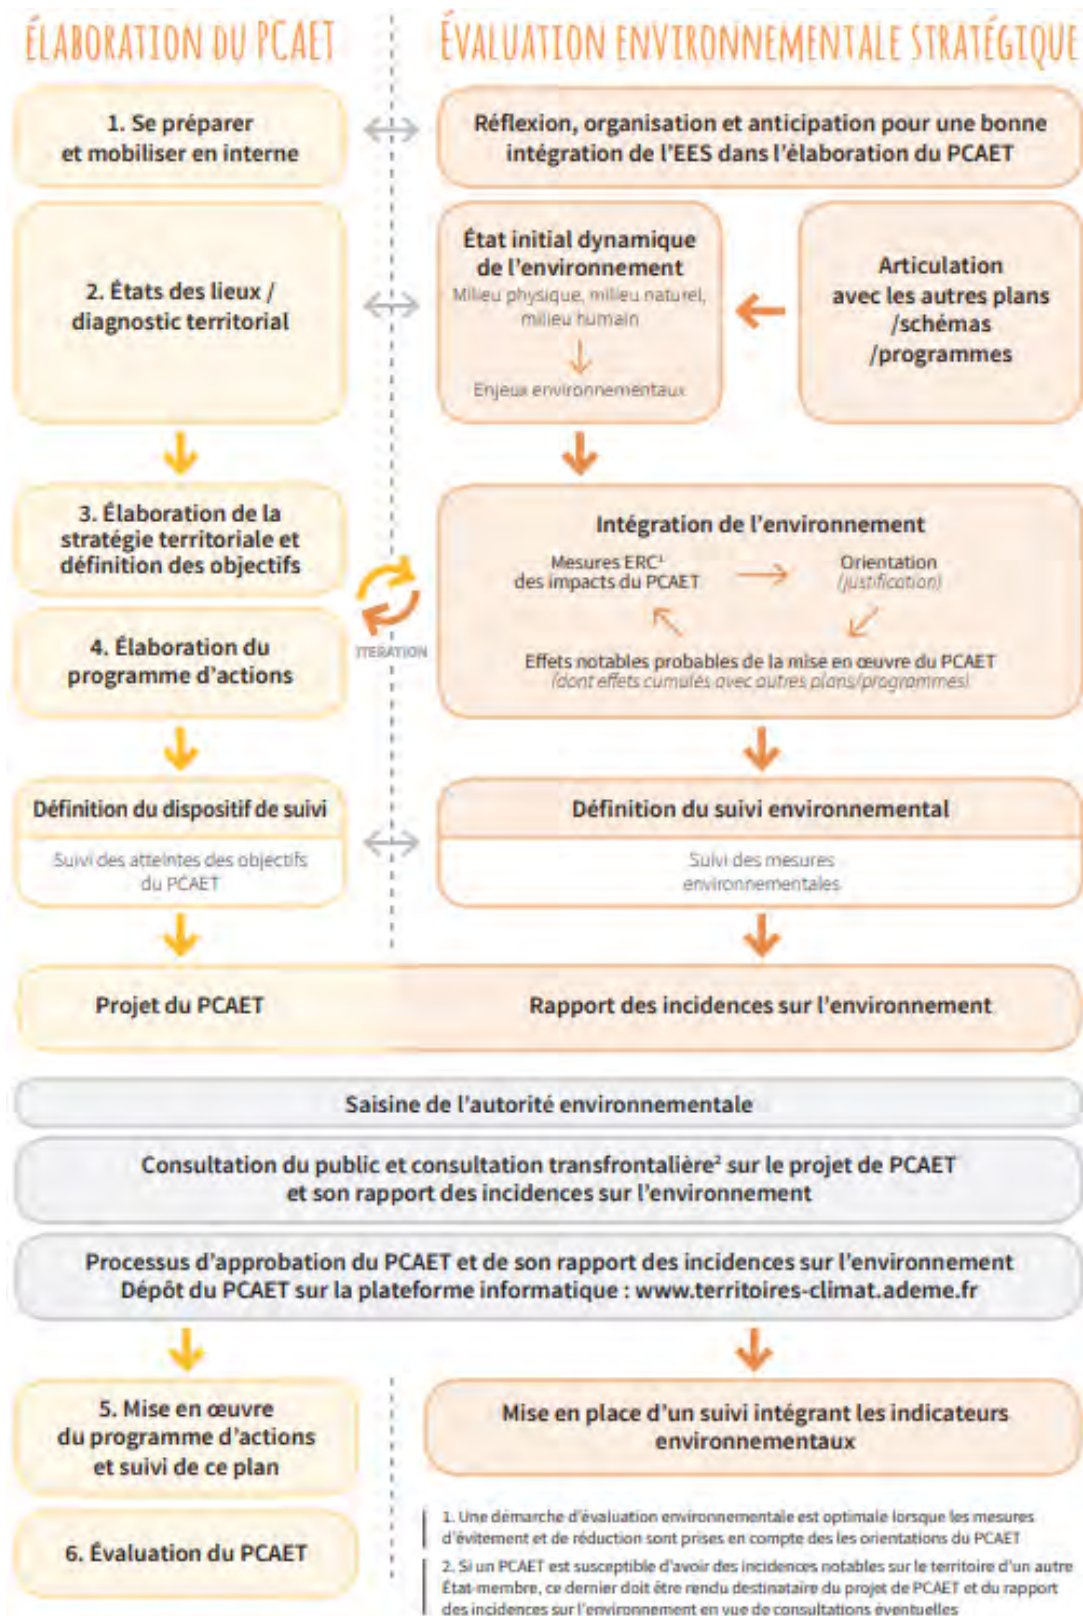 ÉLABORATION DU PCAET
ÉVALUATION ENVIRONNEMENTALE STRATÉGIQUE
1. Se préparer
et mobiliser en interne
Réflexion, organisation et anticipation pour une bonne
intégration de l'EES dans l'élaboration du PCAET
2. États des lieux /
diagnostic territorial
État initial dynamique
de l'environnement
Milieu physique, milieu naturel,
milieu humain
Enjeux environnementaux
Articulation
avec les autres plans
/schémas
/programmes
3. Élaboration de la
stratégie territoriale et
définition des objectifs
4. Élaboration du
programme d'actions
ITERATION
Intégration de l'environnement
Mesures ERC¹
des impacts du PCAET
Orientation
(justification)
Effets notables probables de la mise en œuvre du PCAET
(dont effets cumulés avec autres plans/programmes)
Définition du dispositif de suivi
Suivi des atteintes des objectifs
du PCAET
Définition du suivi environnemental
Suivi des mesures
environnementales
Projet du PCAET
Rapport des incidences sur l'environnement
Saisine de l'autorité environnementale
Consultation du public et consultation transfrontalière² sur le projet de PCAET
et son rapport des incidences sur l'environnement
Processus d'approbation du PCAET et de son rapport des incidences sur l'environnement
Dépôt du PCAET sur la plateforme informatique : www.territoires-climat.ademe.fr
5. Mise en œuvre
du programme d'actions
et suivi de ce plan
Mise en place d'un suivi intégrant les indicateurs
environnementaux
6. Évaluation du PCAET
1. Une démarche d'évaluation environnementale est optimale lorsque les mesures
d'évitement et de réduction sont prises en compte des les orientations du PCAET
2. Si un PCAET est susceptible d'avoir des incidences notables sur le territoire d'un autre
État-membre, ce dernier doit être rendu destinataire du projet de PCAET et du rapport
des incidences sur l'environnement en vue de consultations éventuelles